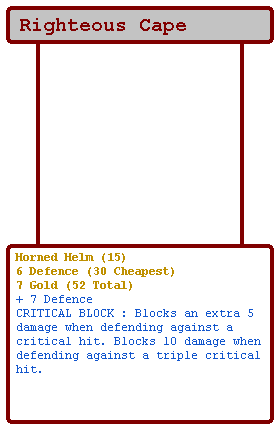 Righteous Cape
Horned Helm (15)
6 Defence (30 Cheapest)
7 Gold (52 Total)
+ 7 Defence
CRITICAL BLOCK : Blocks an extra 5
damage when defending against a
critical hit. Blocks 10 damage when
defending against a triple critical
hit.